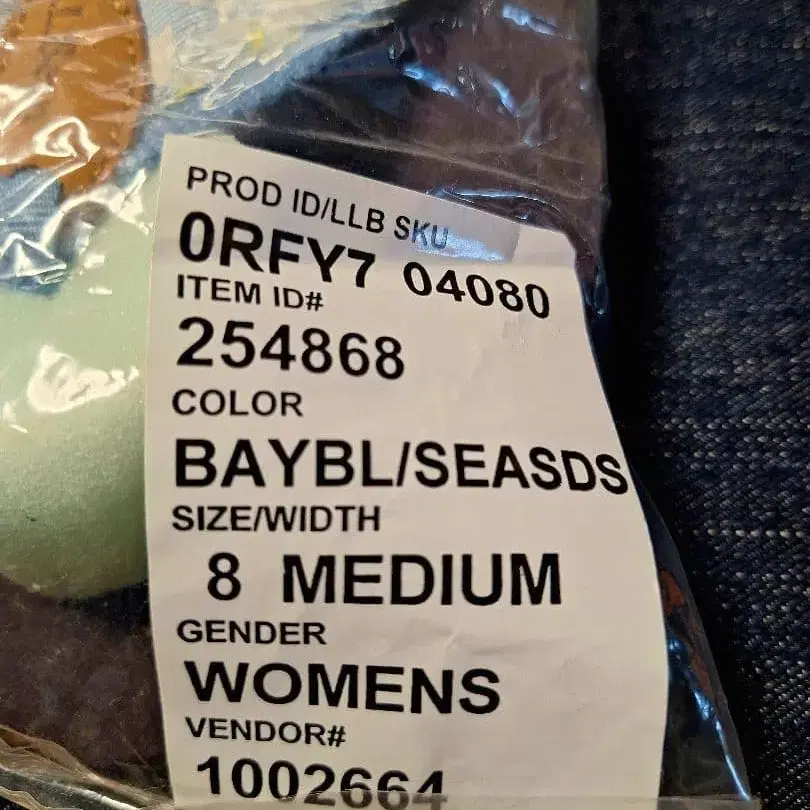 PROD ID/LLB SKU
0RFY7 04080
ITEM ID#
254868
COLOR
BAYBL/SEASDS
SIZE/WIDTH
8 MEDIUM
GENDER
WOMENS
VENDOR#
1002664